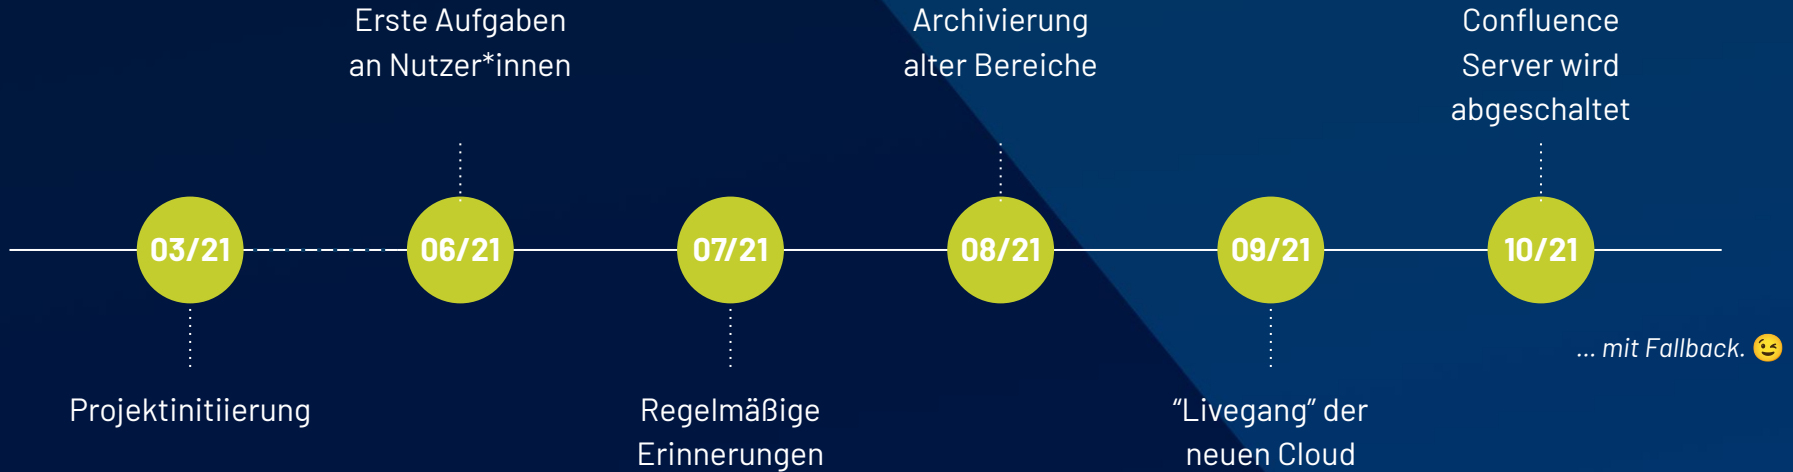 Erste Aufgaben
an Nutzer*innen
Archivierung
alter Bereiche
Confluence
Server wird
abgeschaltet
03/21
06/21
07/21
08/21
09/21
10/21
... mit Fallback. 😉
Projektinitiierung
Regelmäßige
Erinnerungen
“Livegang” der
neuen Cloud